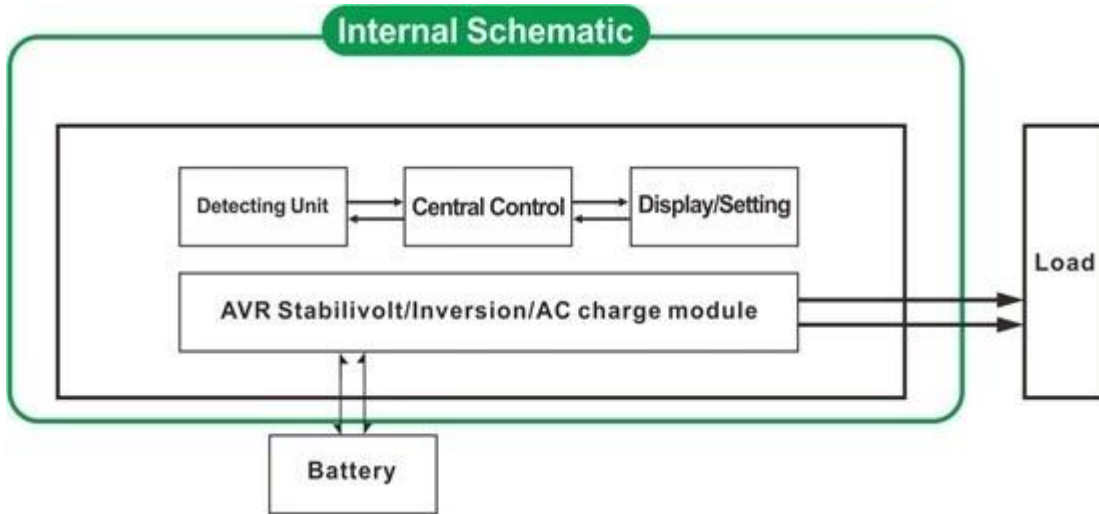 Internal Schematic
Detecting Unit
Central Control
Display/Setting
AVR Stabilivolt/Inversion/AC charge module
Load
Battery